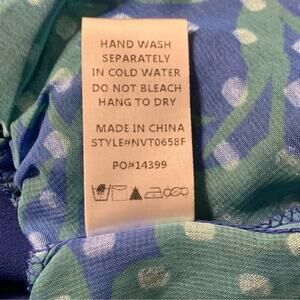 HAND WASH
SEPARATELY
IN COLD WATER
DO NOT BLEACH
HANG TO DRY
MADE IN CHINA
STYLE#NVT0658F
PO#14399